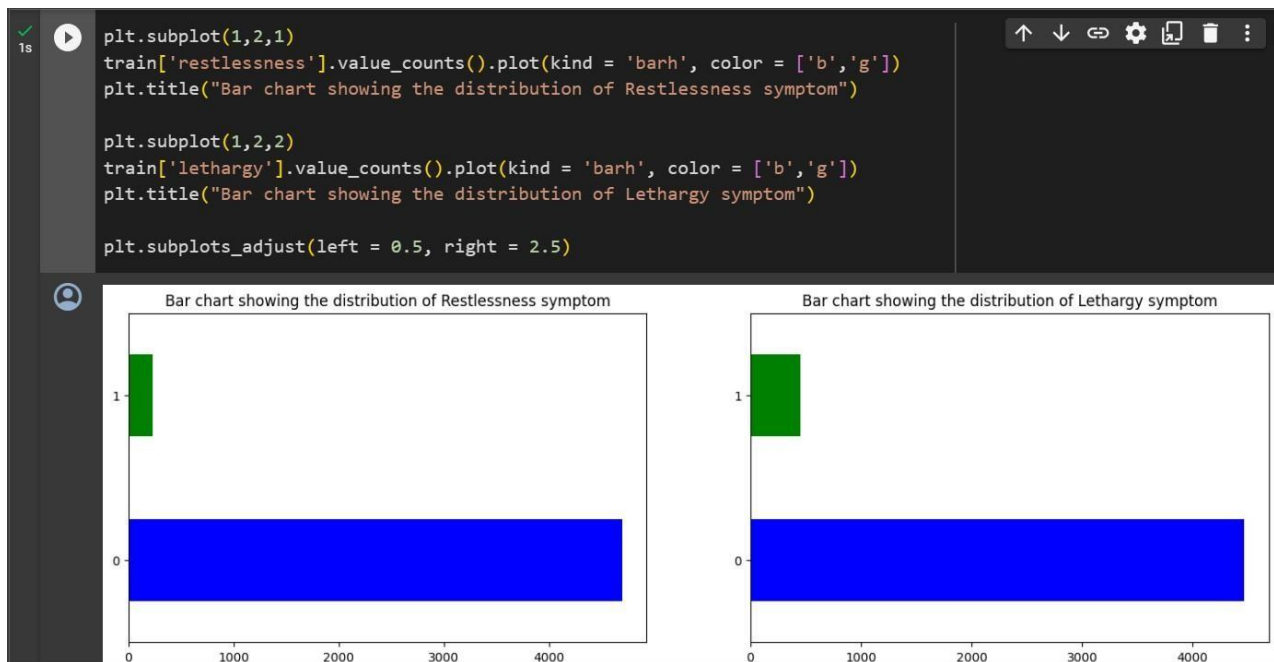 1s
plt.subplot(1,2,1)
train['restlessness'].value_counts().plot(kind = 'barh', color = ['b','g'])
plt.title("Bar chart showing the distribution of Restlessness symptom")
plt.subplot(1,2,2)
train['lethargy'].value_counts().plot(kind = 'barh', color = ['b','g'])
plt.title("Bar chart showing the distribution of Lethargy symptom")
plt.subplots_adjust(left = 0.5, right = 2.5)
Bar chart showing the distribution of Restlessness symptom
1
0
0 1000 2000 3000 4000
Bar chart showing the distribution of Lethargy symptom
1
0
0 1000 2000 3000 4000